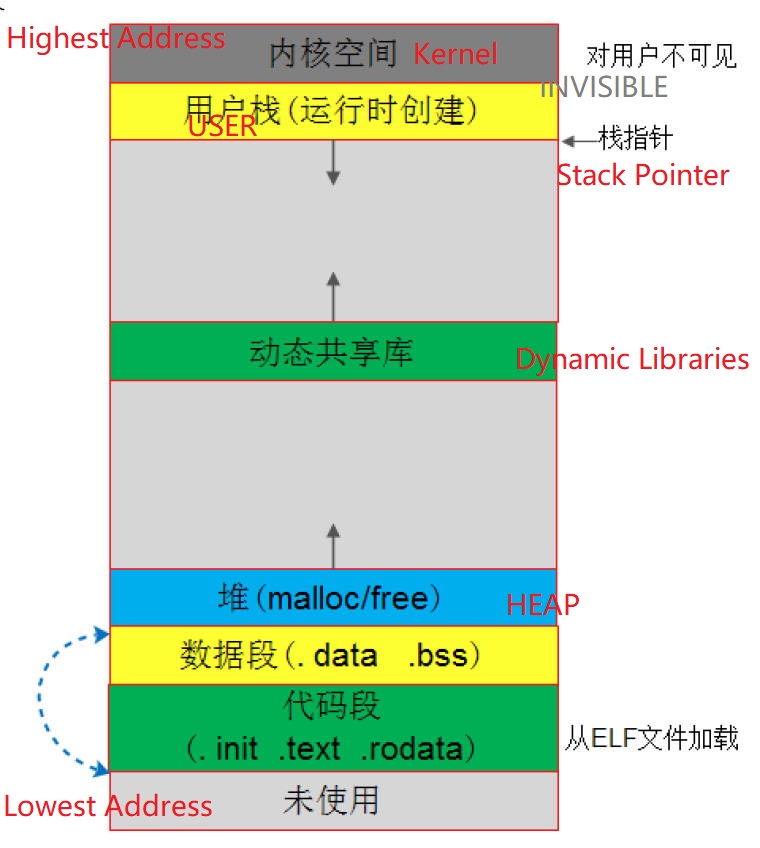 Highest Address
内核空间 Kernel
对用户不可见
INVISIBLE
用户栈(运行时创建)
USER
栈指针
Stack Pointer
动态共享库
Dynamic Libraries
堆(malloc/free)
HEAP
数据段(. data .bss)
代码段
(. init .text .rodata)
从ELF文件加载
Lowest Address
未使用